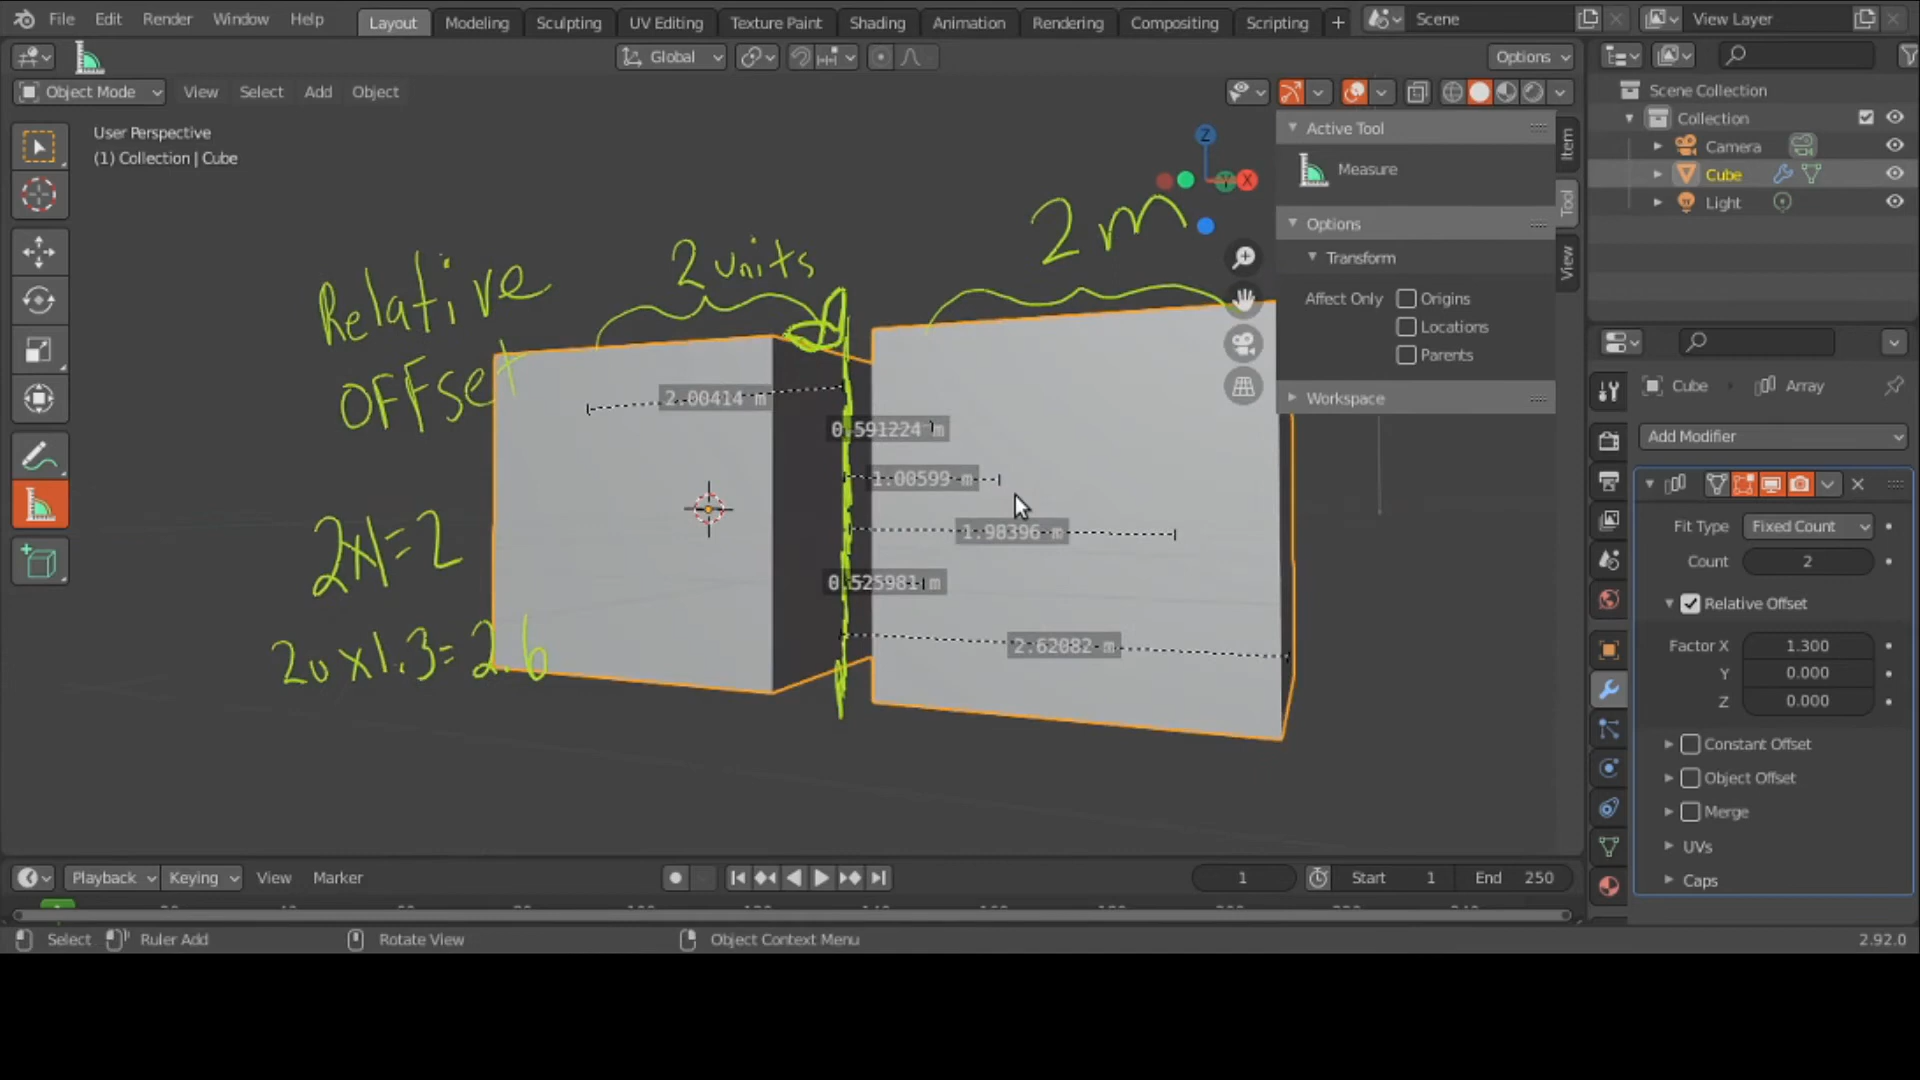 File Edit Render Window Help Layout Modeling Sculpting UV Editing Texture Paint Shading Animation Rendering Compositing Scripting + Scene View Layer
Global Options
Object Mode View Select Add Object
User Perspective
(1) Collection | Cube
Z
X
Y
Relative
OFFset
2 units
2 m
2x1=2
20x1.3=2.6
2.00414 m
0.591224 m
1.00599 m
1.98396 m
0.525981 m
2.62082 m
Active Tool
Measure
Options
Transform
Affect Only Origins
Locations
Parents
Workspace
Item
Tool
View
Scene Collection
Collection
Camera
Cube
Light
Cube Array
Add Modifier
Fit Type Fixed Count
Count 2
Relative Offset
Factor X 1.300
Y 0.000
Z 0.000
Constant Offset
Object Offset
Merge
UVs
Caps
Playback Keying View Marker 1 Start 1 End 250
Select Ruler Add Rotate View Object Context Menu 2.92.0